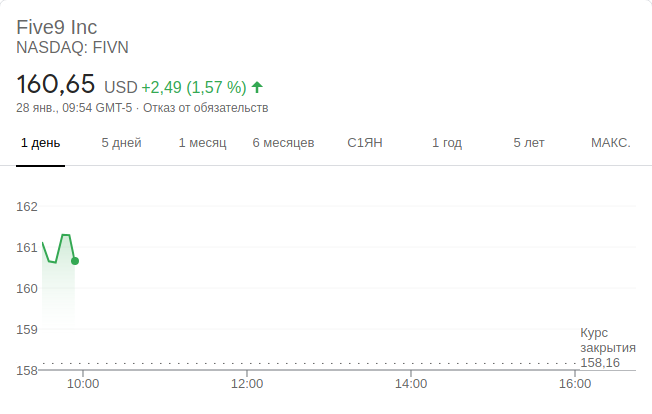 Five9 Inc
NASDAQ: FIVN
160,65 USD +2,49 (1,57 %)
28 янв., 09:54 GMT-5 · Отказ от обязательств
1 день 5 дней 1 месяц 6 месяцев С1ЯН 1 год 5 лет МАКС.
162
161
160
159
158
Курс
закрытия
158,16
10:00 12:00 14:00 16:00